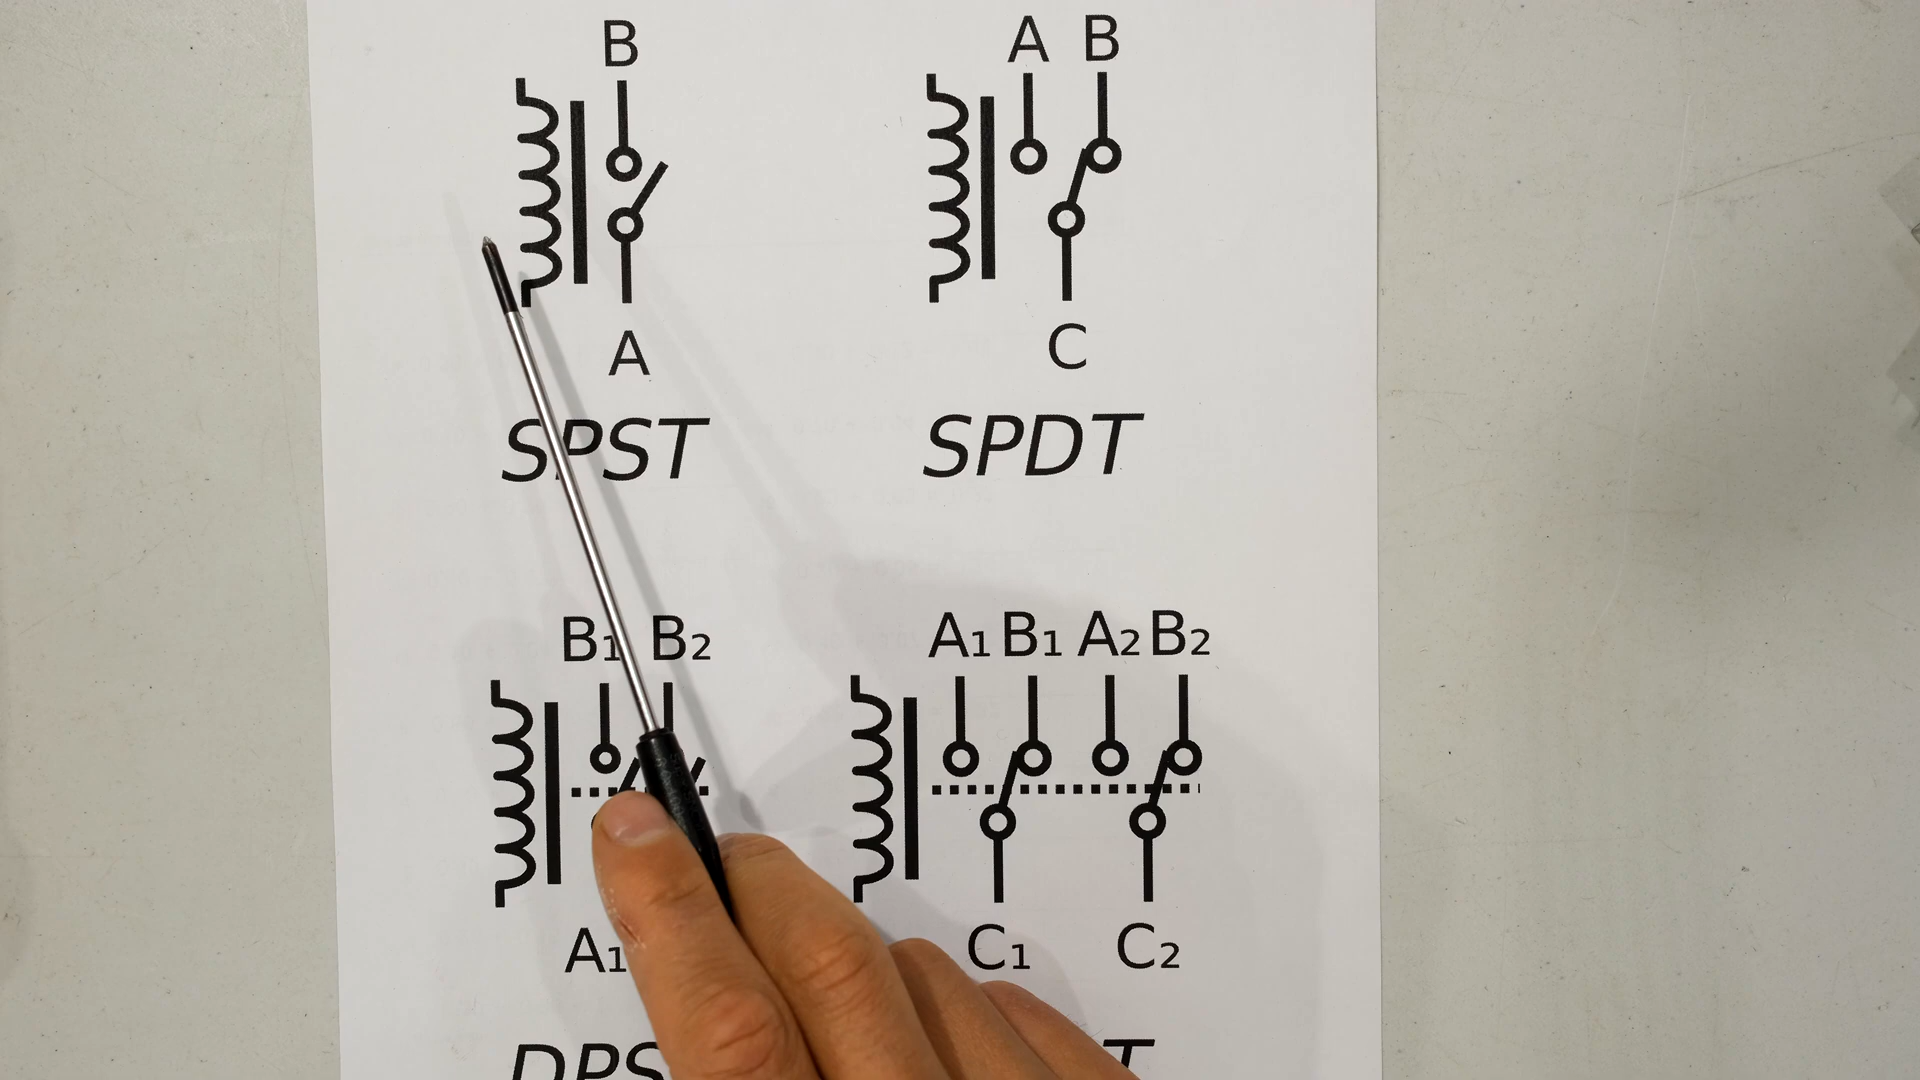 B
A B
A
C
SPST
SPDT
B₁ B₂
A₁ B₁ A₂ B₂
A₁
C₁ C₂